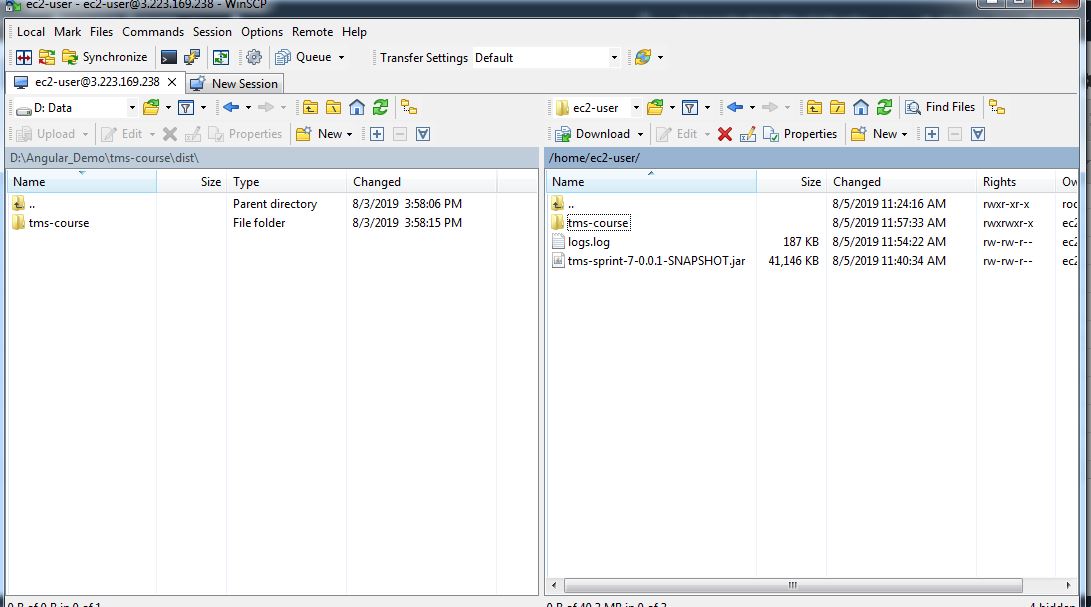 ec2-user - ec2-user@3.223.169.238 - WinSCP
Local Mark Files Commands Session Options Remote Help
Synchronize Queue Transfer Settings Default
ec2-user@3.223.169.238 New Session
D: Data ec2-user Find Files
Upload Edit Properties New Download Edit Properties New
D:\Angular_Demo\tms-course\dist\ /home/ec2-user/
Name Size Type Changed Name Size Changed Rights Ow
.. Parent directory 8/3/2019 3:58:06 PM .. 8/5/2019 11:24:16 AM rwxr-xr-x roo
tms-course File folder 8/3/2019 3:58:15 PM tms-course 8/5/2019 11:57:33 AM rwxrwxr-x ec2
logs.log 187 KB 8/5/2019 11:54:22 AM rw-rw-r-- ec2
tms-sprint-7-0.0.1-SNAPSHOT.jar 41,146 KB 8/5/2019 11:40:34 AM rw-rw-r-- ec2
0 B of 0 B in 0 of 1 0 B of 40.3 MB in 0 of 3 4 hidden